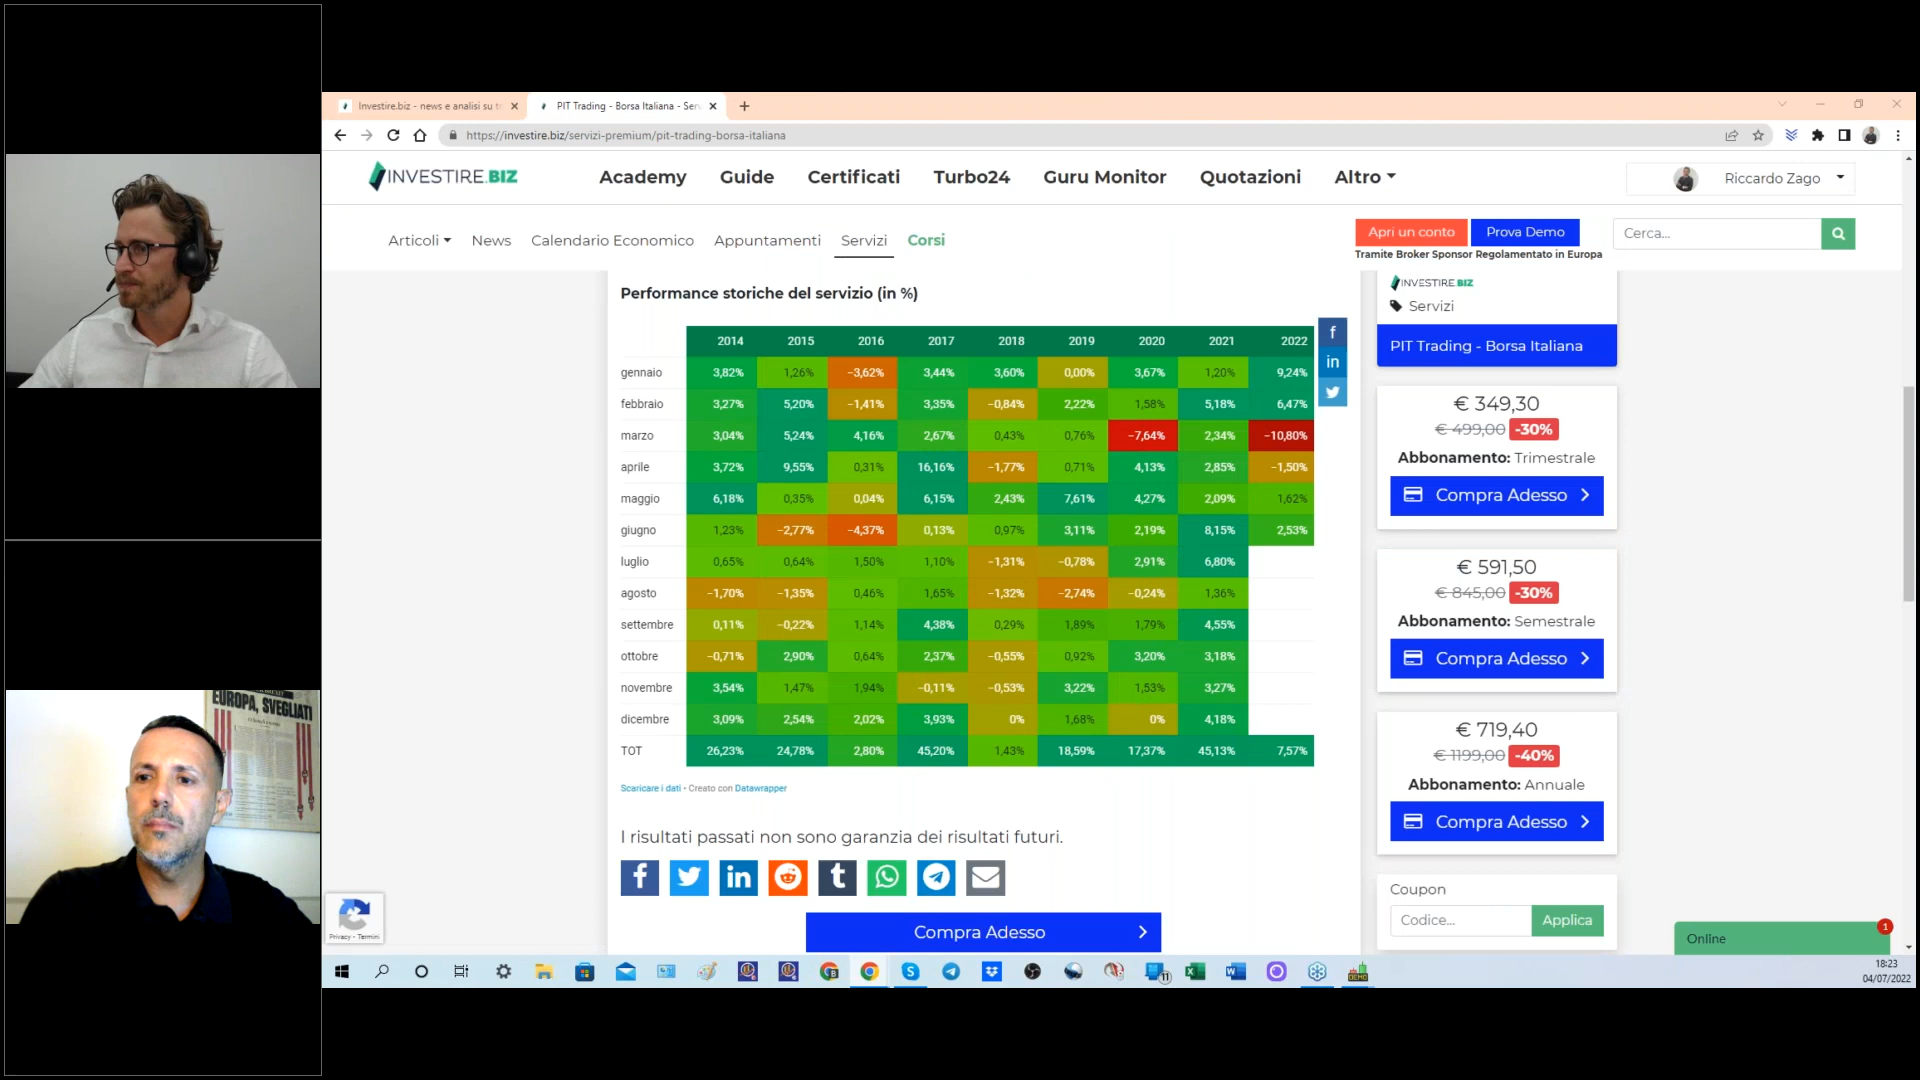 Investire.biz - news e analisi su t
PIT Trading - Borsa Italiana - Ser
https://investire.biz/servizi-premium/pit-trading-borsa-italiana
INVESTIRE.BIZ
Academy
Guide
Certificati
Turbo24
Guru Monitor
Quotazioni
Altro
Riccardo Zago
Articoli
News
Calendario Economico
Appuntamenti
Servizi
Corsi
Apri un conto
Prova Demo
Tramite Broker Sponsor Regolamentato in Europa
Cerca...
Performance storiche del servizio (in %)
2014 2015 2016 2017 2018 2019 2020 2021 2022
gennaio 3,82% 1,26% −3,62% 3,44% 3,60% 0,00% 3,67% 1,20% 9,24%
febbraio 3,27% 5,20% −1,41% 3,35% −0,84% 2,22% 1,58% 5,18% 6,47%
marzo 3,04% 5,24% 4,16% 2,67% 0,43% 0,76% −7,64% 2,34% −10,80%
aprile 3,72% 9,55% 0,31% 16,16% −1,77% 0,71% 4,13% 2,85% −1,50%
maggio 6,18% 0,35% 0,04% 6,15% 2,43% 7,61% 4,27% 2,09% 1,62%
giugno 1,23% −2,77% −4,37% 0,13% 0,97% 3,11% 2,19% 8,15% 2,53%
luglio 0,65% 0,64% 1,50% 1,10% −1,31% −0,78% 2,91% 6,80%
agosto −1,70% −1,35% 0,46% 1,65% −1,32% −2,74% −0,24% 1,36%
settembre 0,11% −0,22% 1,14% 4,38% 0,29% 1,89% 1,79% 4,55%
ottobre −0,71% 2,90% 0,64% 2,37% −0,55% 0,92% 3,20% 3,18%
novembre 3,54% 1,47% 1,94% −0,11% −0,53% 3,22% 1,53% 3,27%
dicembre 3,09% 2,54% 2,02% 3,93% 0% 1,68% 0% 4,18%
TOT 26,23% 24,78% 2,80% 45,20% 1,43% 18,59% 17,37% 45,13% 7,57%
Scaricare i dati • Creato con Datawrapper
I risultati passati non sono garanzia dei risultati futuri.
Compra Adesso
INVESTIRE.BIZ
Servizi
PIT Trading - Borsa Italiana
€ 349,30
€ 499,00 -30%
Abbonamento: Trimestrale
Compra Adesso
€ 591,50
€ 845,00 -30%
Abbonamento: Semestrale
Compra Adesso
€ 719,40
€ 1199,00 -40%
Abbonamento: Annuale
Compra Adesso
Coupon
Codice...
Applica
Online
1
Privacy - Termini
EUROPA, SVEGLIATI
11
18:23
04/07/2022